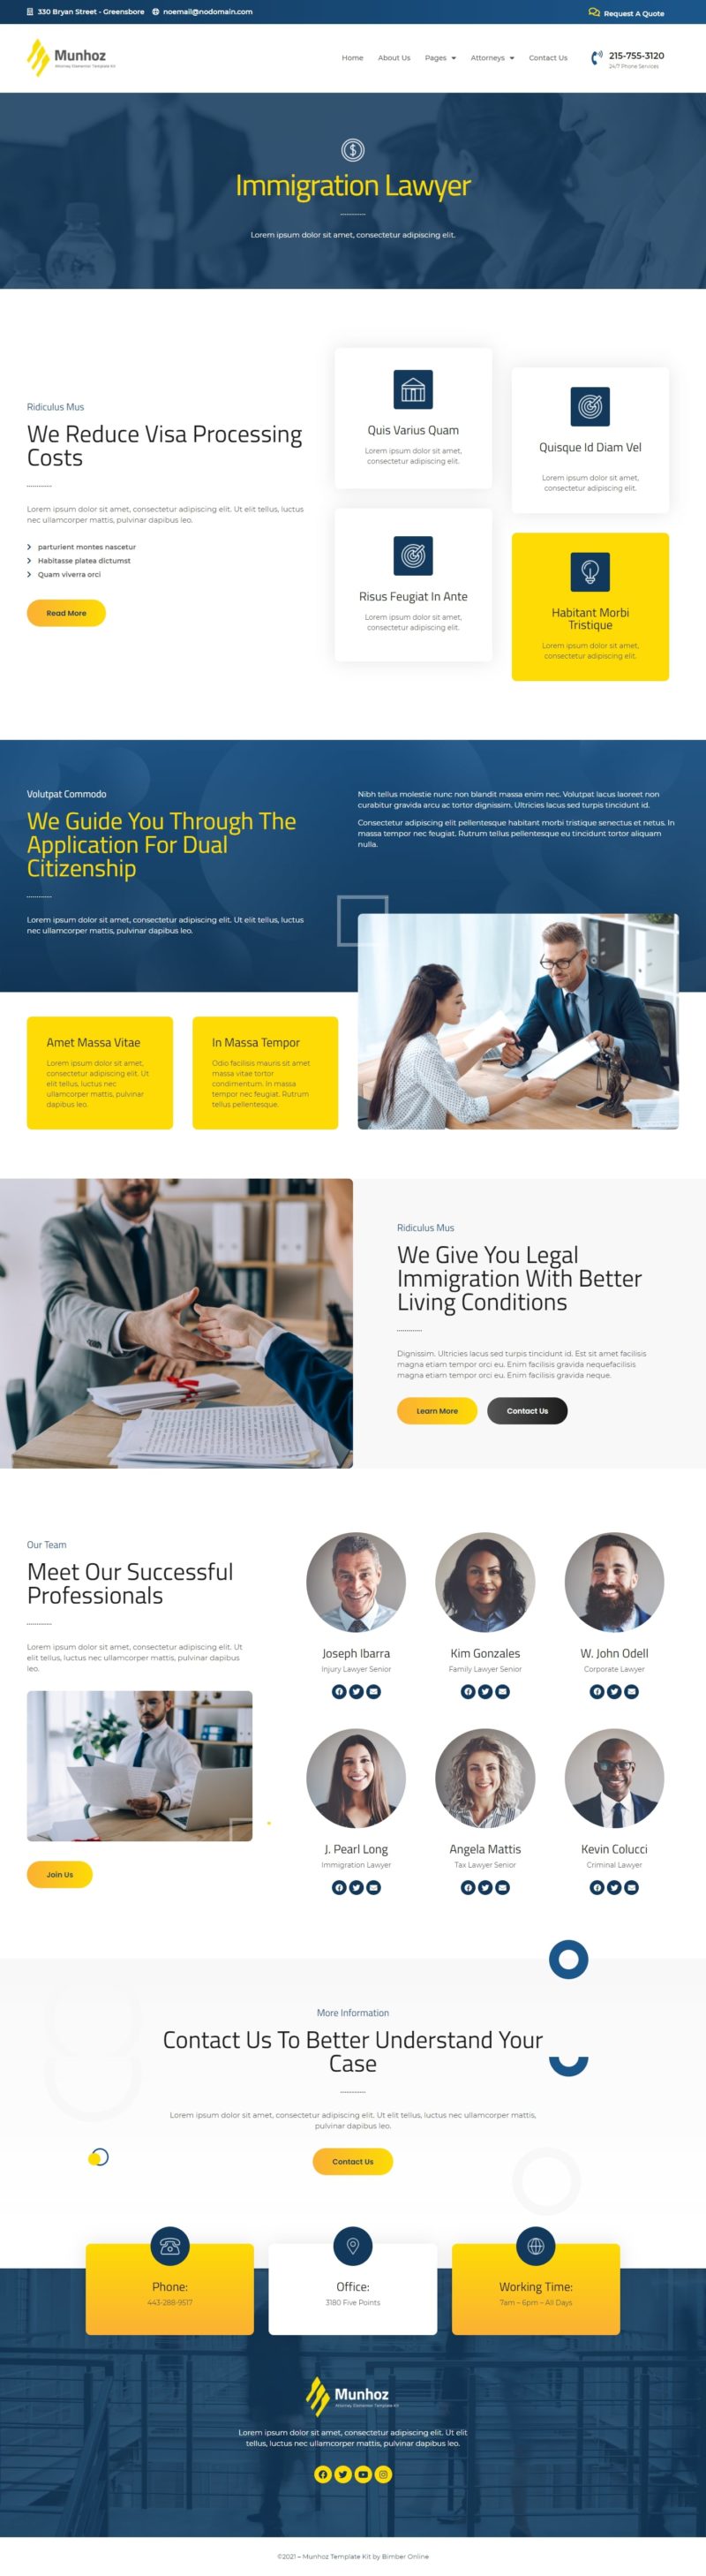 330 Bryan Street - Greensbore noemail@nodomain.com
Request A Quote
Munhoz
Attorney Elementor Template Kit
Home About Us Pages Attorneys Contact Us
215-755-3120
24/7 Phone Services
Immigration Lawyer
Lorem ipsum dolor sit amet, consectetur adipiscing elit.
Ridiculus Mus
We Reduce Visa Processing
Costs
Lorem ipsum dolor sit amet, consectetur adipiscing elit. Ut elit tellus, luctus
nec ullamcorper mattis, pulvinar dapibus leo.
parturient montes nascetur
Habitasse platea dictumst
Quam viverra orci
Read More
Quis Varius Quam
Lorem ipsum dolor sit amet,
consectetur adipiscing elit.
Quisque Id Diam Vel
Lorem ipsum dolor sit amet,
consectetur adipiscing elit.
Risus Feugiat In Ante
Lorem ipsum dolor sit amet,
consectetur adipiscing elit.
Habitant Morbi
Tristique
Lorem ipsum dolor sit amet,
consectetur adipiscing elit.
Volutpat Commodo
We Guide You Through The
Application For Dual
Citizenship
Lorem ipsum dolor sit amet, consectetur adipiscing elit. Ut elit tellus, luctus
nec ullamcorper mattis, pulvinar dapibus leo.
Nibh tellus molestie nunc non blandit massa enim nec. Volutpat lacus laoreet non
curabitur gravida arcu ac tortor dignissim. Ultricies lacus sed turpis tincidunt id.
Consectetur adipiscing elit pellentesque habitant morbi tristique senectus et netus. In
massa tempor nec feugiat. Rutrum tellus pellentesque eu tincidunt tortor aliquam
nulla.
Amet Massa Vitae
Lorem ipsum dolor sit amet,
consectetur adipiscing elit. Ut
elit tellus, luctus nec
ullamcorper mattis, pulvinar
dapibus leo.
In Massa Tempor
Odio facilisis mauris sit amet
massa vitae tortor
condimentum. In massa
tempor nec feugiat. Rutrum
tellus pellentesque.
Ridiculus Mus
We Give You Legal
Immigration With Better
Living Conditions
Dignissim. Ultricies lacus sed turpis tincidunt id. Est sit amet facilisis
magna etiam tempor orci eu. Enim facilisis gravida nequefacilisis
magna etiam tempor orci eu. Enim facilisis gravida neque.
Learn More Contact Us
Our Team
Meet Our Successful
Professionals
Lorem ipsum dolor sit amet, consectetur adipiscing elit. Ut
elit tellus, luctus nec ullamcorper mattis, pulvinar dapibus
leo.
Join Us
Joseph Ibarra
Injury Lawyer Senior
Kim Gonzales
Family Lawyer Senior
W. John Odell
Corporate Lawyer
J. Pearl Long
Immigration Lawyer
Angela Mattis
Tax Lawyer Senior
Kevin Colucci
Criminal Lawyer
More Information
Contact Us To Better Understand Your
Case
Lorem ipsum dolor sit amet, consectetur adipiscing elit. Ut elit tellus, luctus nec ullamcorper mattis,
pulvinar dapibus leo.
Contact Us
Phone:
443-288-9517
Office:
3180 Five Points
Working Time:
7am – 6pm – All Days
Munhoz
Attorney Elementor Template Kit
Lorem ipsum dolor sit amet, consectetur adipiscing elit. Ut elit
tellus, luctus nec ullamcorper mattis, pulvinar dapibus leo.
©2021 – Munhoz Template Kit by Bimber Online